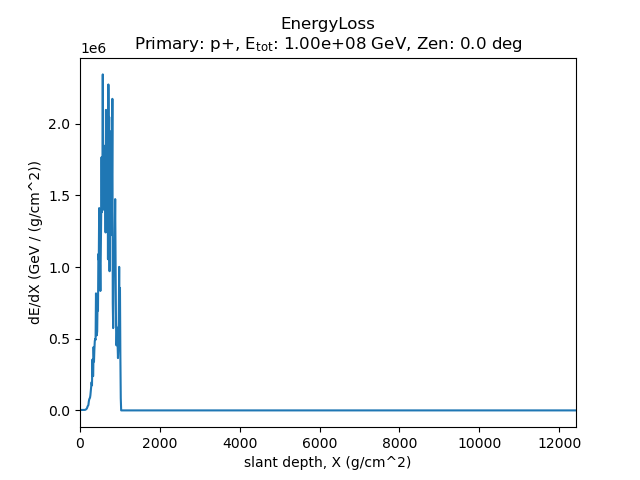 EnergyLoss
Primary: p+, E_tot: 1.00e+08 GeV, Zen: 0.0 deg
1e6
2.0
1.5
1.0
0.5
0.0
dE/dX (GeV / (g/cm^2))
0 2000 4000 6000 8000 10000 12000
slant depth, X (g/cm^2)